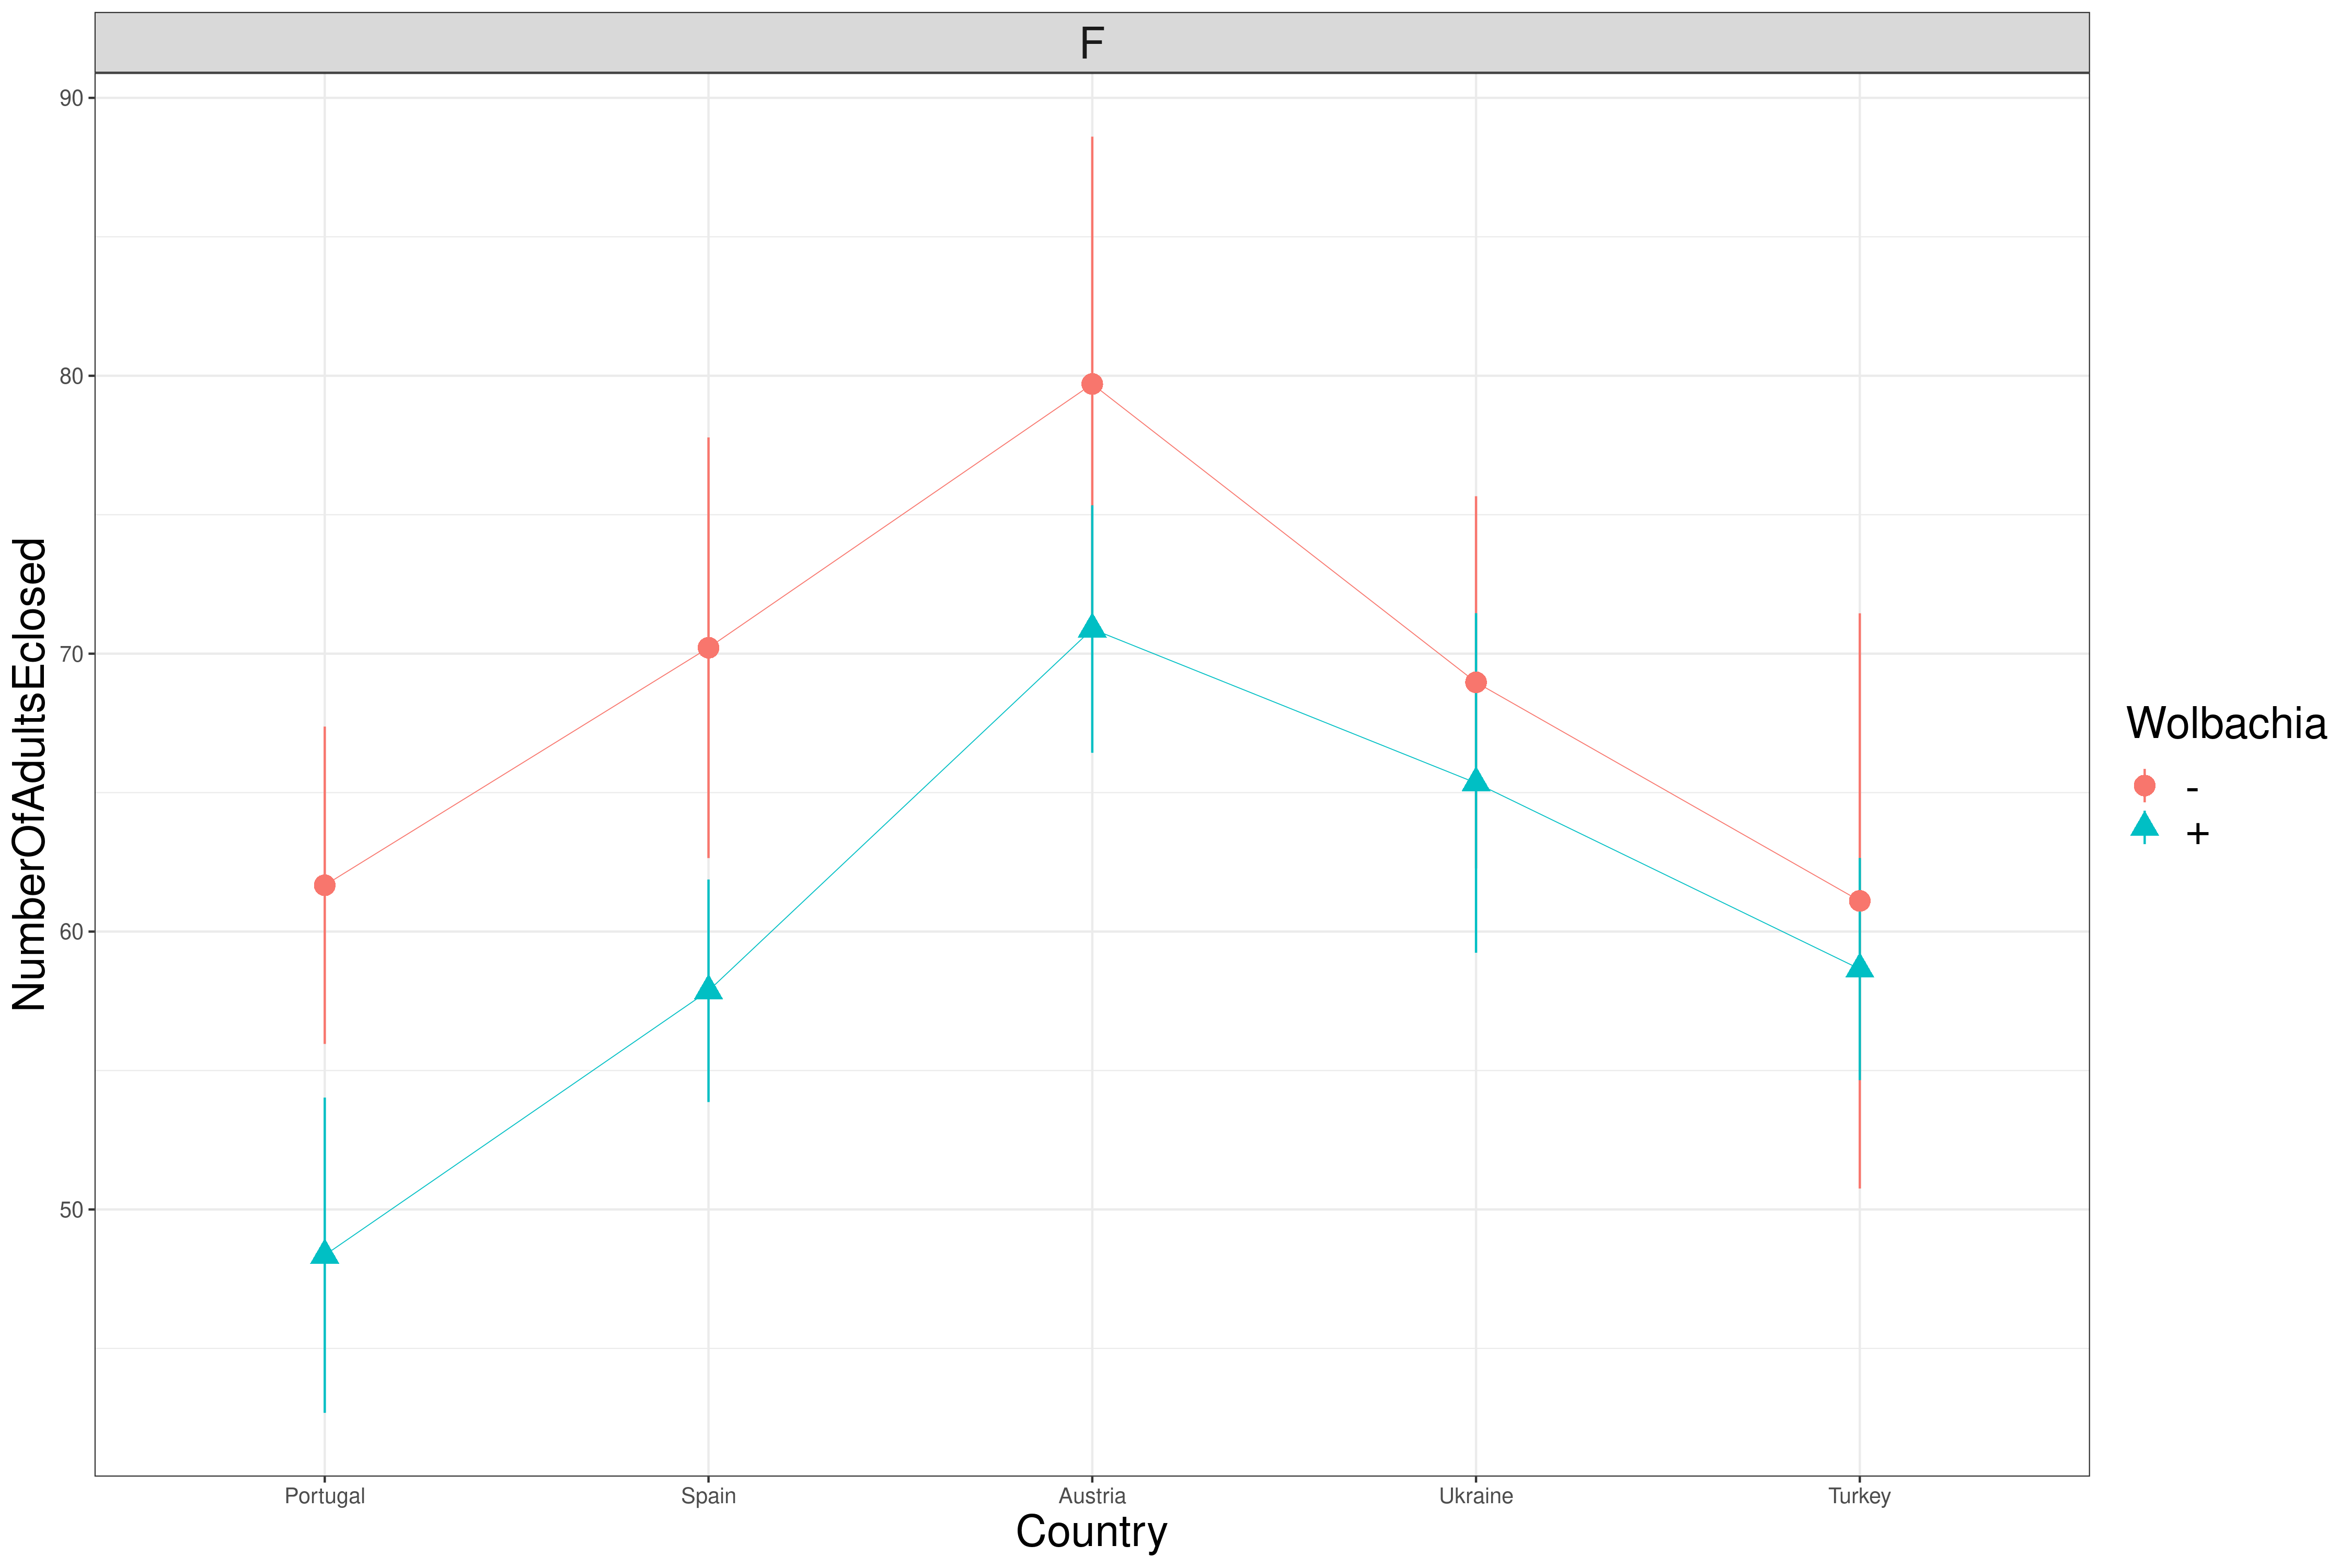 F
90
80
70
60
50
NumberOfAdultsEclosed
Portugal Spain Austria Ukraine Turkey
Country
Wolbachia
-
+